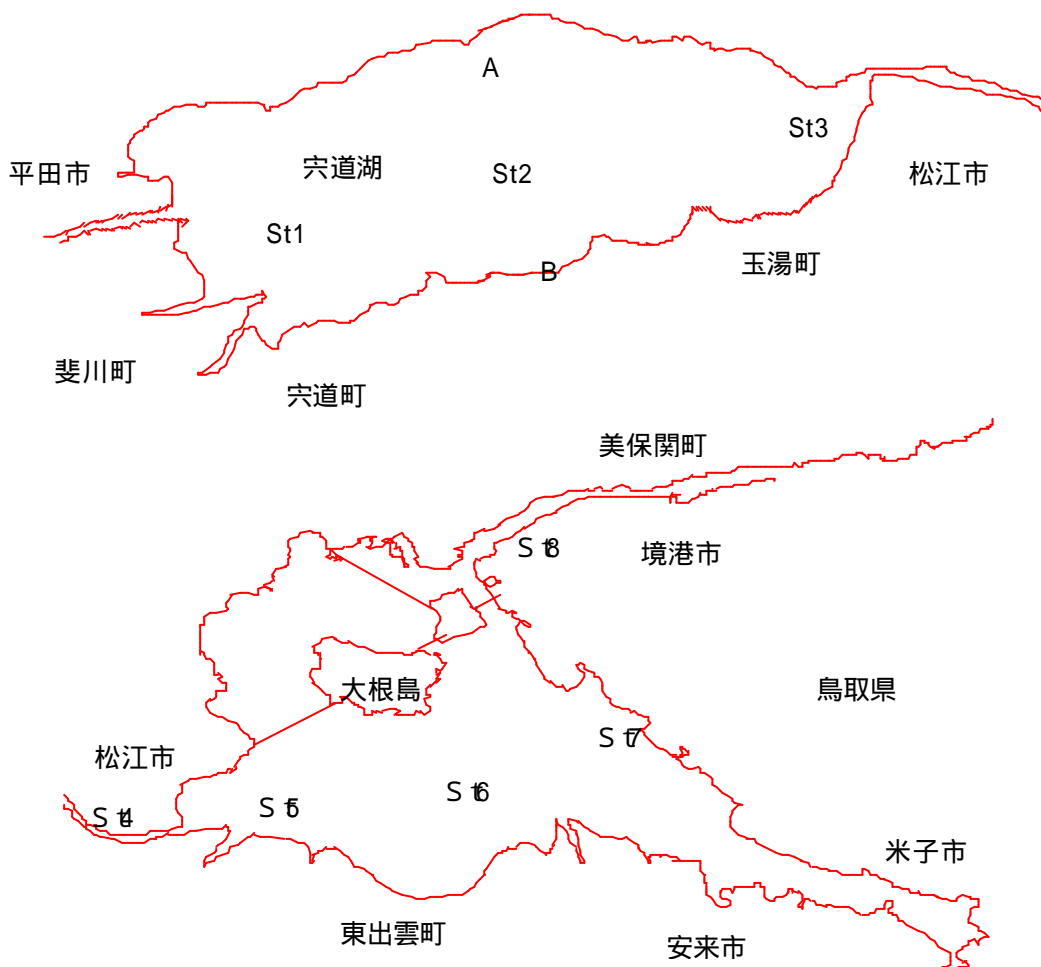 A
St3
平田市
宍道湖
St2
松江市
St1
B
玉湯町
斐川町
宍道町
美保関町
St8
境港市
大根島
鳥取県
St7
松江市
St6
St5
St4
米子市
東出雲町
安来市